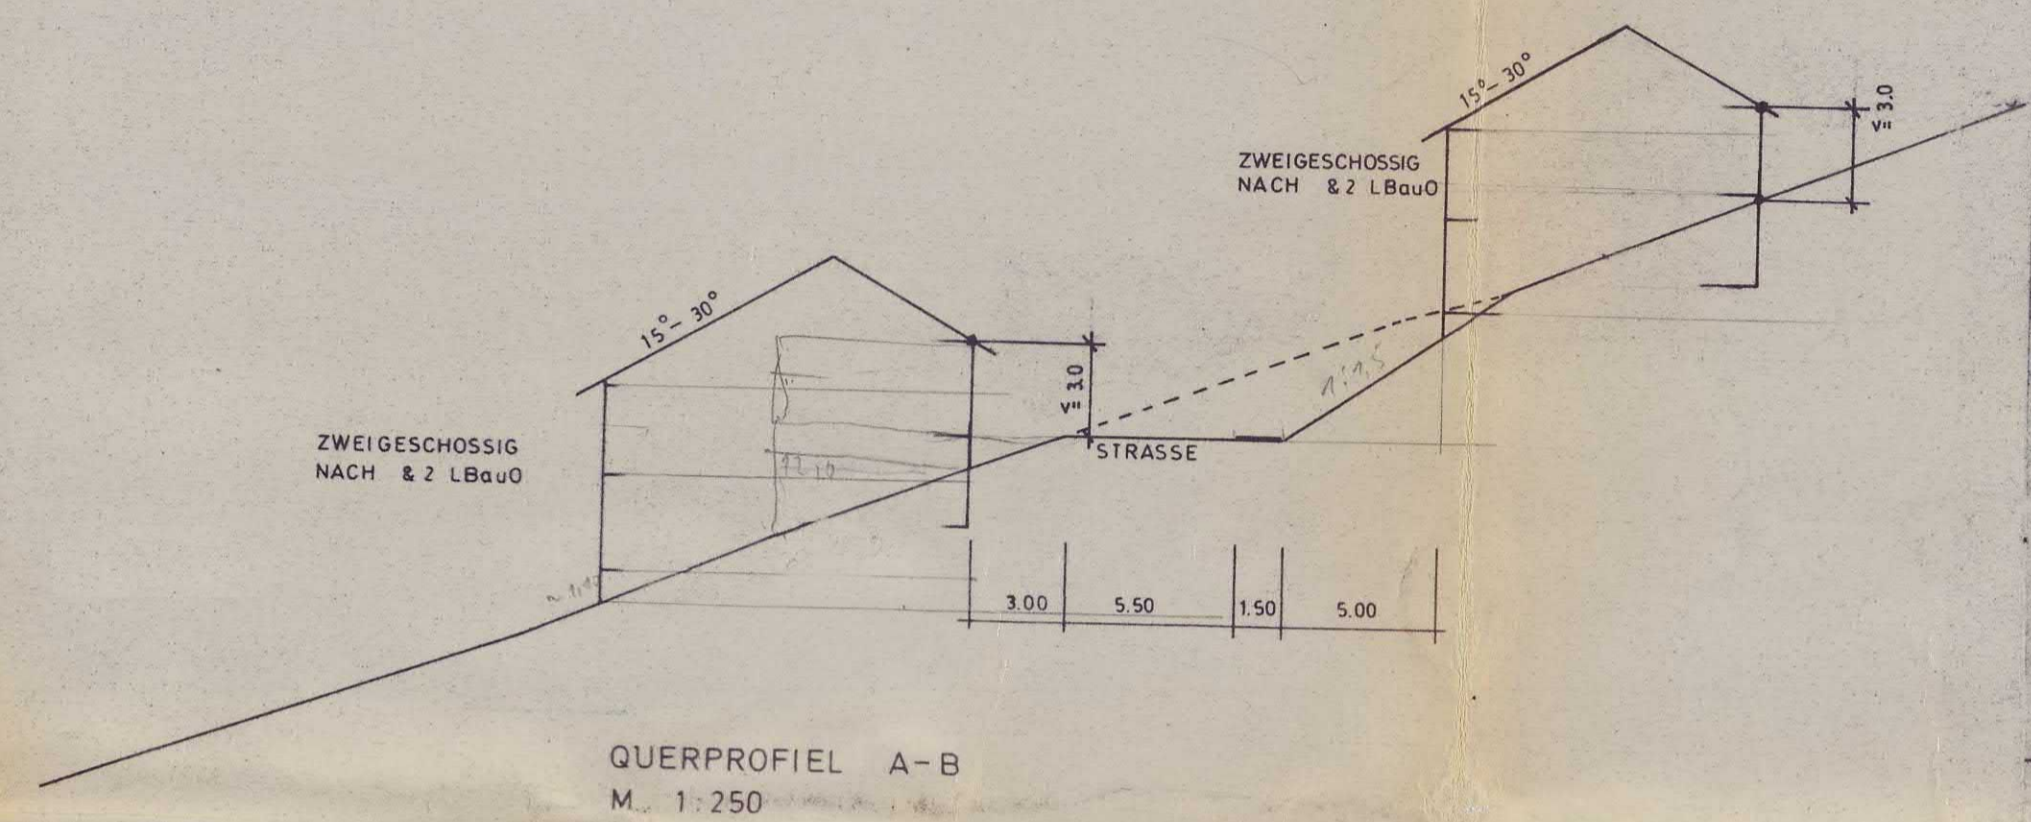 15°- 30°
≤ 3.0
ZWEIGESCHOSSIG
NACH & 2 LBauO
15°- 30°
≤ 3.0
1:1,5
ZWEIGESCHOSSIG
NACH & 2 LBauO
STRASSE
3.00 5.50 1.50 5.00
QUERPROFIEL A-B
M. 1:250